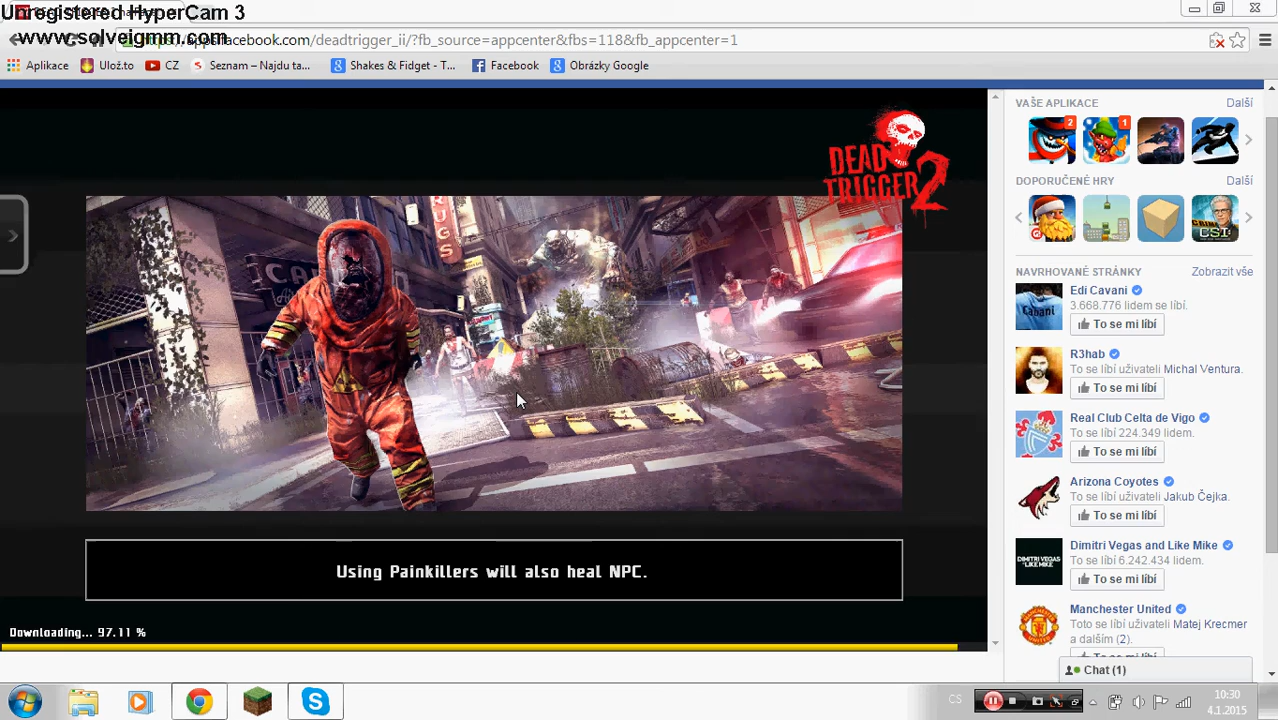 Unregistered HyperCam 3
www.solveigmm.com
https://apps.facebook.com/deadtrigger_ii/?fb_source=appcenter&fbs=118&fb_appcenter=1
Aplikace
Ulož.to
CZ
Seznam – Najdu ta...
Shakes & Fidget - T...
Facebook
Obrázky Google
DEAD
TRIGGER 2
RUGS
VAŠE APLIKACE
Další
2
1
DOPORUČENÉ HRY
Další
CSI
NAVRHOVANÉ STRÁNKY
Zobrazit vše
Edi Cavani
3.668.776 lidem se líbí.
To se mi líbí
R3hab
To se líbí uživateli Michal Ventura.
To se mi líbí
Real Club Celta de Vigo
To se líbí 224.349 lidem.
To se mi líbí
Arizona Coyotes
To se líbí uživateli Jakub Čejka.
To se mi líbí
Dimitri Vegas and Like Mike
To se líbí 6.242.434 lidem.
To se mi líbí
Manchester United
Toto se líbí uživateli Matej Krecmer
a dalším (2).
Chat (1)
Using Painkillers will also heal NPC.
Downloading... 97.11 %
CS
10:30
4.1.2015